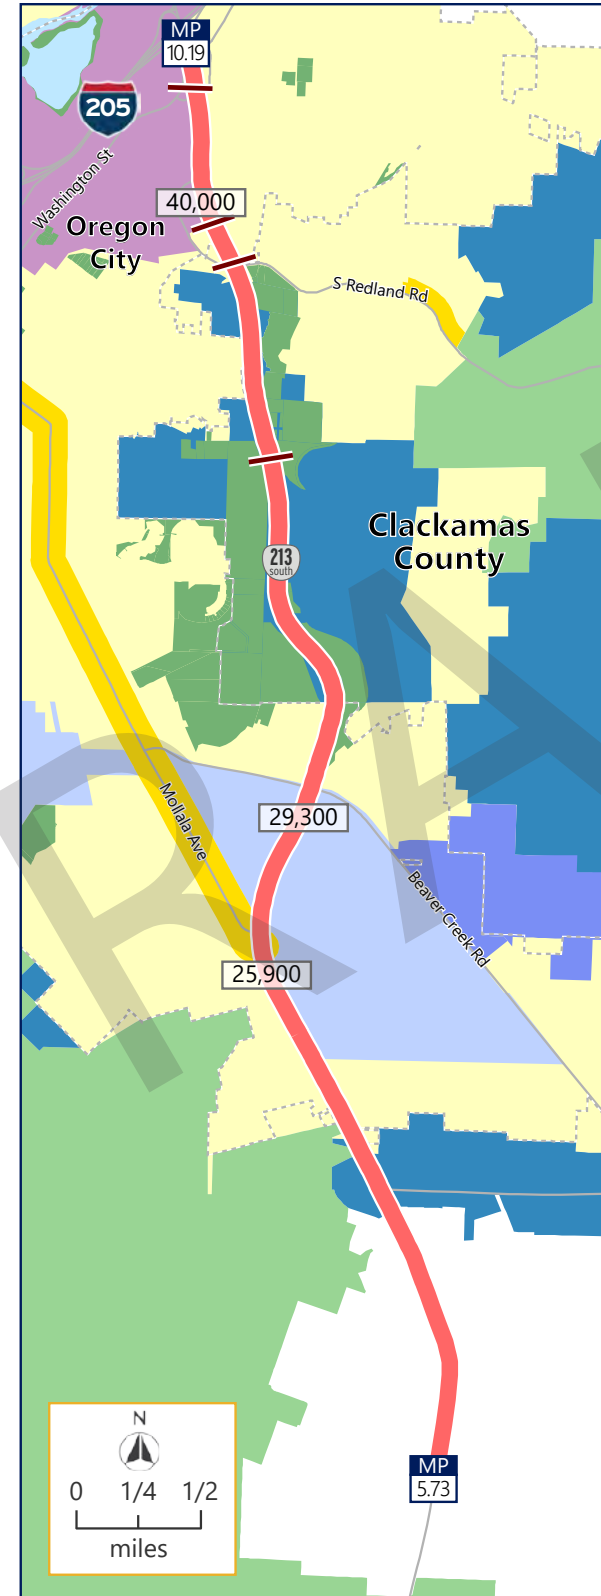 MP
10.19
205
Washington St
40,000
Oregon
City
S Redland Rd
Clackamas
County
213
south
Mollala Ave
29,300
Beaver Creek Rd
25,900
N
0 1/4 1/2
miles
MP
5.73